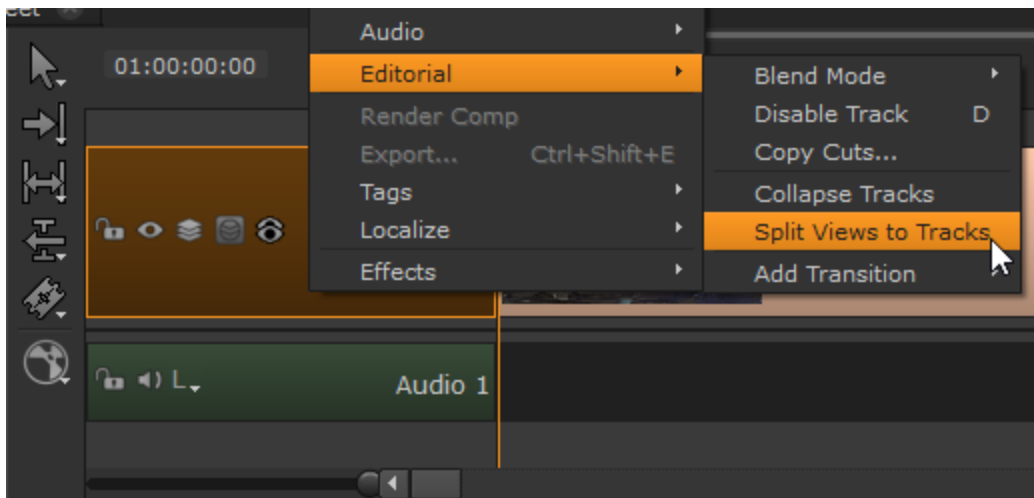 Audio
01:00:00:00
Editorial
Blend Mode
Render Comp
Disable Track D
Export... Ctrl+Shift+E
Copy Cuts...
Tags
Collapse Tracks
Localize
Split Views to Tracks
Effects
Add Transition
L
Audio 1